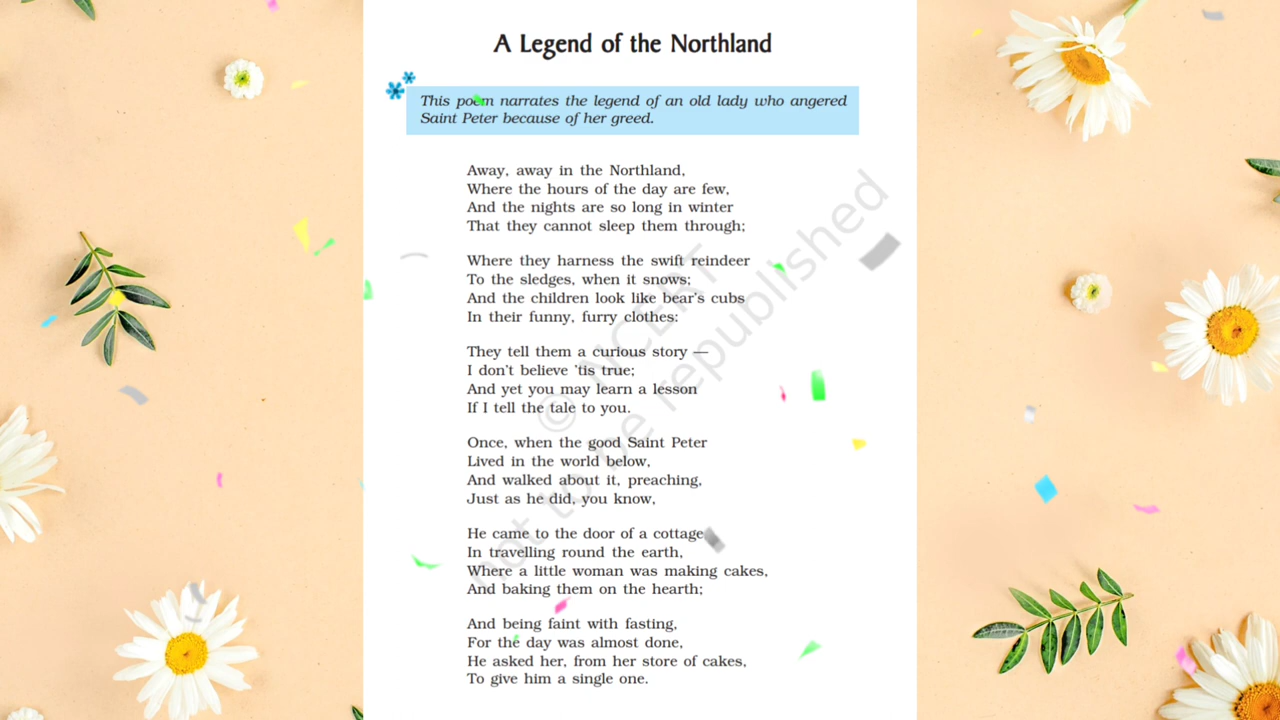 A Legend of the Northland
This poem narrates the legend of an old lady who angered
Saint Peter because of her greed.
Away, away in the Northland,
Where the hours of the day are few,
And the nights are so long in winter
That they cannot sleep them through;
Where they harness the swift reindeer
To the sledges, when it snows;
And the children look like bear's cubs
In their funny, furry clothes:
They tell them a curious story —
I don't believe 'tis true;
And yet you may learn a lesson
If I tell the tale to you.
Once, when the good Saint Peter
Lived in the world below,
And walked about it, preaching,
Just as he did, you know,
He came to the door of a cottage
In travelling round the earth,
Where a little woman was making cakes,
And baking them on the hearth;
And being faint with fasting,
For the day was almost done,
He asked her, from her store of cakes,
To give him a single one.
© NCERT
not to be republished